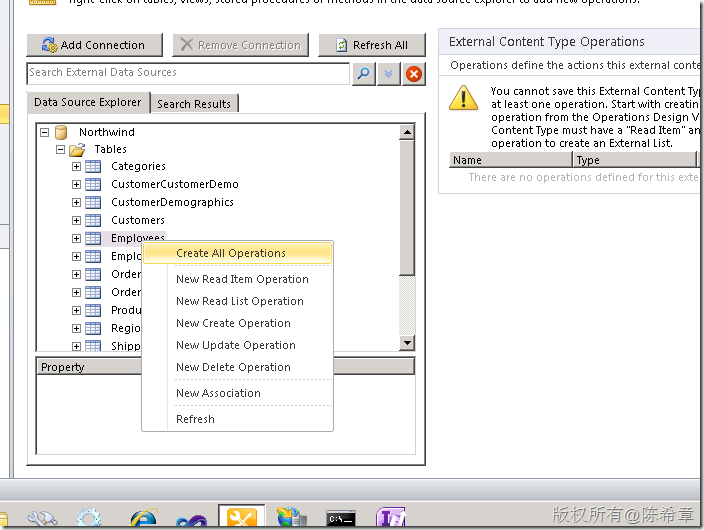 right-click on tables, views, stored procedures or methods in the data source explorer to add new operations.
Add Connection
Remove Connection
Refresh All
Search External Data Sources
Data Source Explorer
Search Results
Northwind
Tables
Categories
CustomerCustomerDemo
CustomerDemographics
Customers
Employees
Emplo
Order
Order
Produ
Regio
Shipp
Create All Operations
New Read Item Operation
New Read List Operation
New Create Operation
New Update Operation
New Delete Operation
New Association
Refresh
Property
External Content Type Operations
Operations define the actions this external conte
You cannot save this External Content Typ
at least one operation. Start with creatin
operation from the Operations Design V
Content Type must have a "Read Item" an
operation to create an External List.
Name
Type
There are no operations defined for this exte
版权所有@陈希章